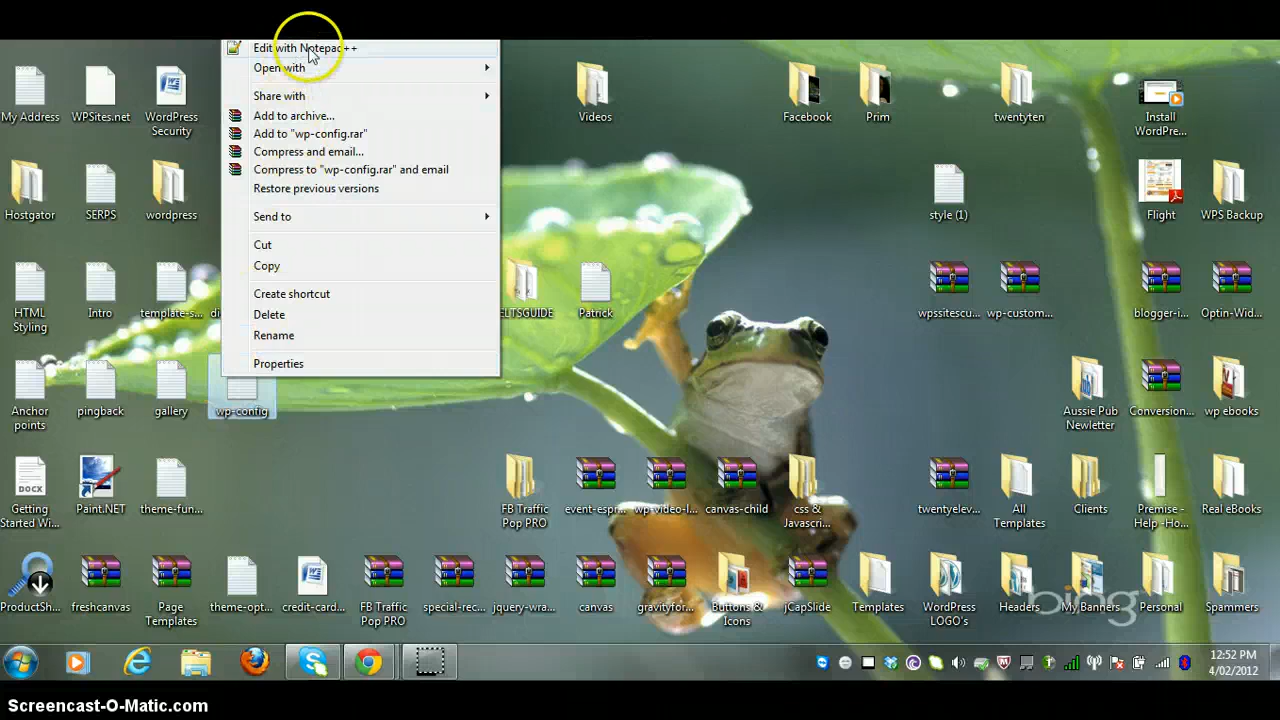 Edit with Notepad++
Open with
Share with
Add to archive...
Add to "wp-config.rar"
Compress and email...
Compress to "wp-config.rar" and email
Restore previous versions
Send to
Cut
Copy
Create shortcut
Delete
Rename
Properties
My Address
WPSites.net
WordPress
Security
Videos
Facebook
Prim
twentyten
Install
WordPre...
Hostgator
SERPS
wordpress
style (1)
Flight
WPS Backup
HTML
Styling
Intro
template-s...
Patrick
wpssitescu...
wp-custom...
blogger-i...
Optin-Wid...
Anchor
points
pingback
gallery
wp-config
Aussie Pub
Newletter
Conversion...
wp ebooks
Getting
Started Wi...
Paint.NET
theme-fun...
FB Traffic
Pop PRO
event-espr...
wp-video-l...
canvas-child
css &
Javascri...
twentyelev...
All
Templates
Clients
Premise -
Help -Ho...
Real eBooks
ProductSh...
freshcanvas
Page
Templates
theme-opt...
credit-card...
FB Traffic
Pop PRO
special-rec...
jquery-wra...
canvas
gravityfor...
Buttons &
Icons
jCapSlide
Templates
WordPress
LOGO's
Headers
My Banners
Personal
Spammers
bing
DOCX
12:52 PM
4/02/2012
Screencast-O-Matic.com